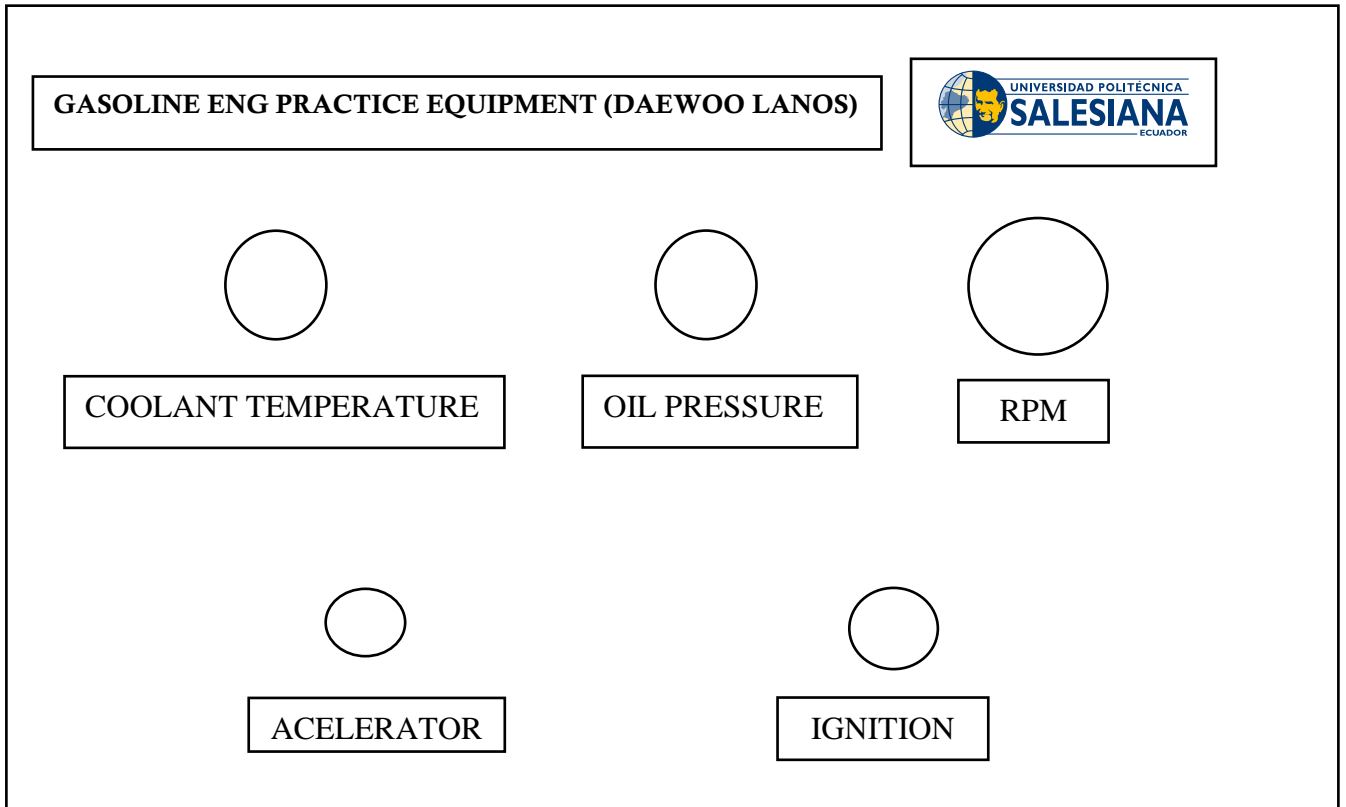 GASOLINE ENG PRACTICE EQUIPMENT (DAEWOO LANOS)
UNIVERSIDAD POLITÉCNICA
SALESIANA
ECUADOR
COOLANT TEMPERATURE
OIL PRESSURE
RPM
ACELERATOR
IGNITION